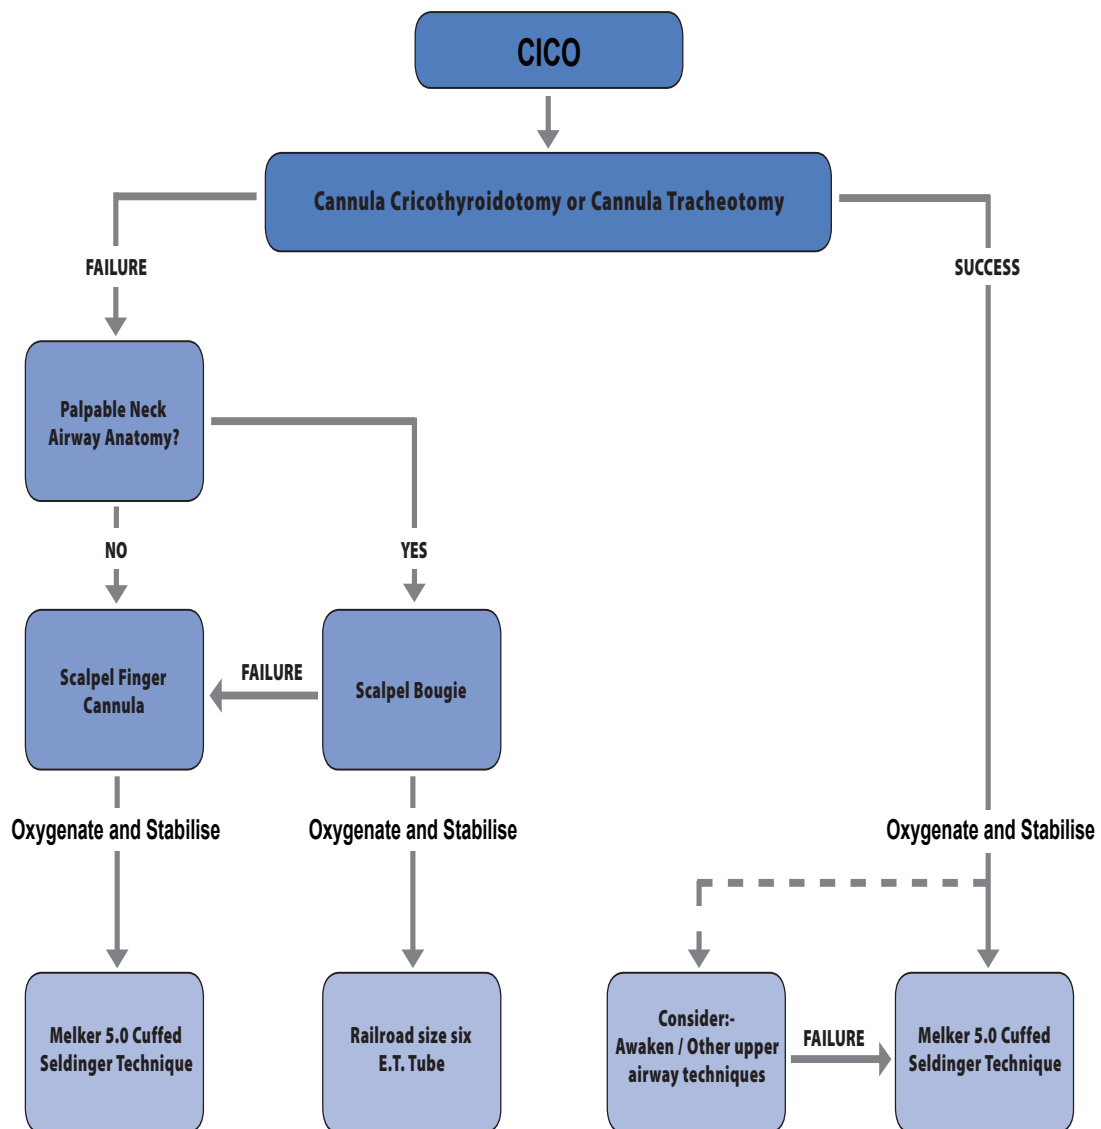 CICO
Cannula Cricothyroidotomy or Cannula Tracheotomy
FAILURE
SUCCESS
Palpable Neck
Airway Anatomy?
NO
YES
Scalpel Finger
Cannula
FAILURE
Scalpel Bougie
Oxygenate and Stabilise
Oxygenate and Stabilise
Oxygenate and Stabilise
Melker 5.0 Cuffed
Seldinger Technique
Railroad size six
E.T. Tube
Consider:-
Awaken / Other upper
airway techniques
FAILURE
Melker 5.0 Cuffed
Seldinger Technique